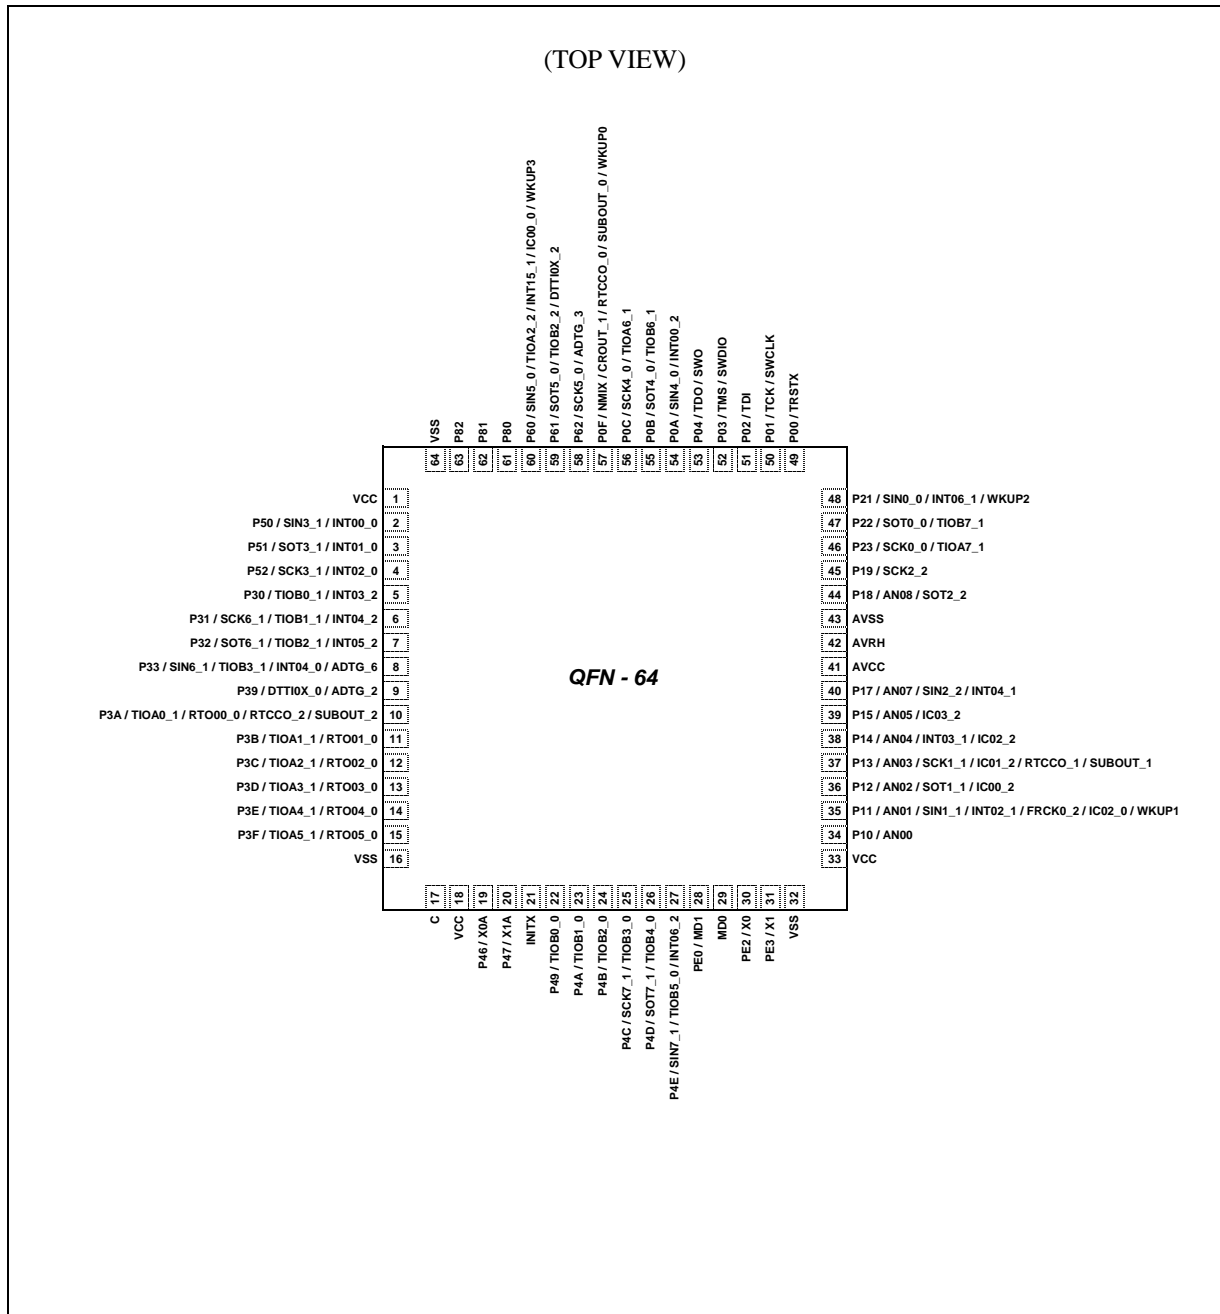 (TOP VIEW)
VSS
P82
P81
P80
P60 / SIN5_0 / TIOA2_2 / INT15_1 / IC00_0 / WKUP3
P61 / SOT5_0 / TIOB2_2 / DTTI0X_2
P62 / SCK5_0 / ADTG_3
P0F / NMIX / CROUT_1 / RTCCO_0 / SUBOUT_0 / WKUP0
P0C / SCK4_0 / TIOA6_1
P0B / SOT4_0 / TIOB6_1
P0A / SIN4_0 / INT00_2
P04 / TDO / SWO
P03 / TMS / SWDIO
P02 / TDI
P01 / TCK / SWCLK
P00 / TRSTX
64 63 62 61 60 59 58 57 56 55 54 53 52 51 50 49
VCC 1
P50 / SIN3_1 / INT00_0 2
P51 / SOT3_1 / INT01_0 3
P52 / SCK3_1 / INT02_0 4
P30 / TIOB0_1 / INT03_2 5
P31 / SCK6_1 / TIOB1_1 / INT04_2 6
P32 / SOT6_1 / TIOB2_1 / INT05_2 7
P33 / SIN6_1 / TIOB3_1 / INT04_0 / ADTG_6 8
P39 / DTTI0X_0 / ADTG_2 9
P3A / TIOA0_1 / RTO00_0 / RTCCO_2 / SUBOUT_2 10
P3B / TIOA1_1 / RTO01_0 11
P3C / TIOA2_1 / RTO02_0 12
P3D / TIOA3_1 / RTO03_0 13
P3E / TIOA4_1 / RTO04_0 14
P3F / TIOA5_1 / RTO05_0 15
VSS 16
QFN - 64
48 P21 / SIN0_0 / INT06_1 / WKUP2
47 P22 / SOT0_0 / TIOB7_1
46 P23 / SCK0_0 / TIOA7_1
45 P19 / SCK2_2
44 P18 / AN08 / SOT2_2
43 AVSS
42 AVRH
41 AVCC
40 P17 / AN07 / SIN2_2 / INT04_1
39 P15 / AN05 / IC03_2
38 P14 / AN04 / INT03_1 / IC02_2
37 P13 / AN03 / SCK1_1 / IC01_2 / RTCCO_1 / SUBOUT_1
36 P12 / AN02 / SOT1_1 / IC00_2
35 P11 / AN01 / SIN1_1 / INT02_1 / FRCK0_2 / IC02_0 / WKUP1
34 P10 / AN00
33 VCC
17 18 19 20 21 22 23 24 25 26 27 28 29 30 31 32
C
VCC
P46 / X0A
P47 / X1A
INITX
P49 / TIOB0_0
P4A / TIOB1_0
P4B / TIOB2_0
P4C / SCK7_1 / TIOB3_0
P4D / SOT7_1 / TIOB4_0
P4E / SIN7_1 / TIOB5_0 / INT06_2
PE0 / MD1
MD0
PE2 / X0
PE3 / X1
VSS